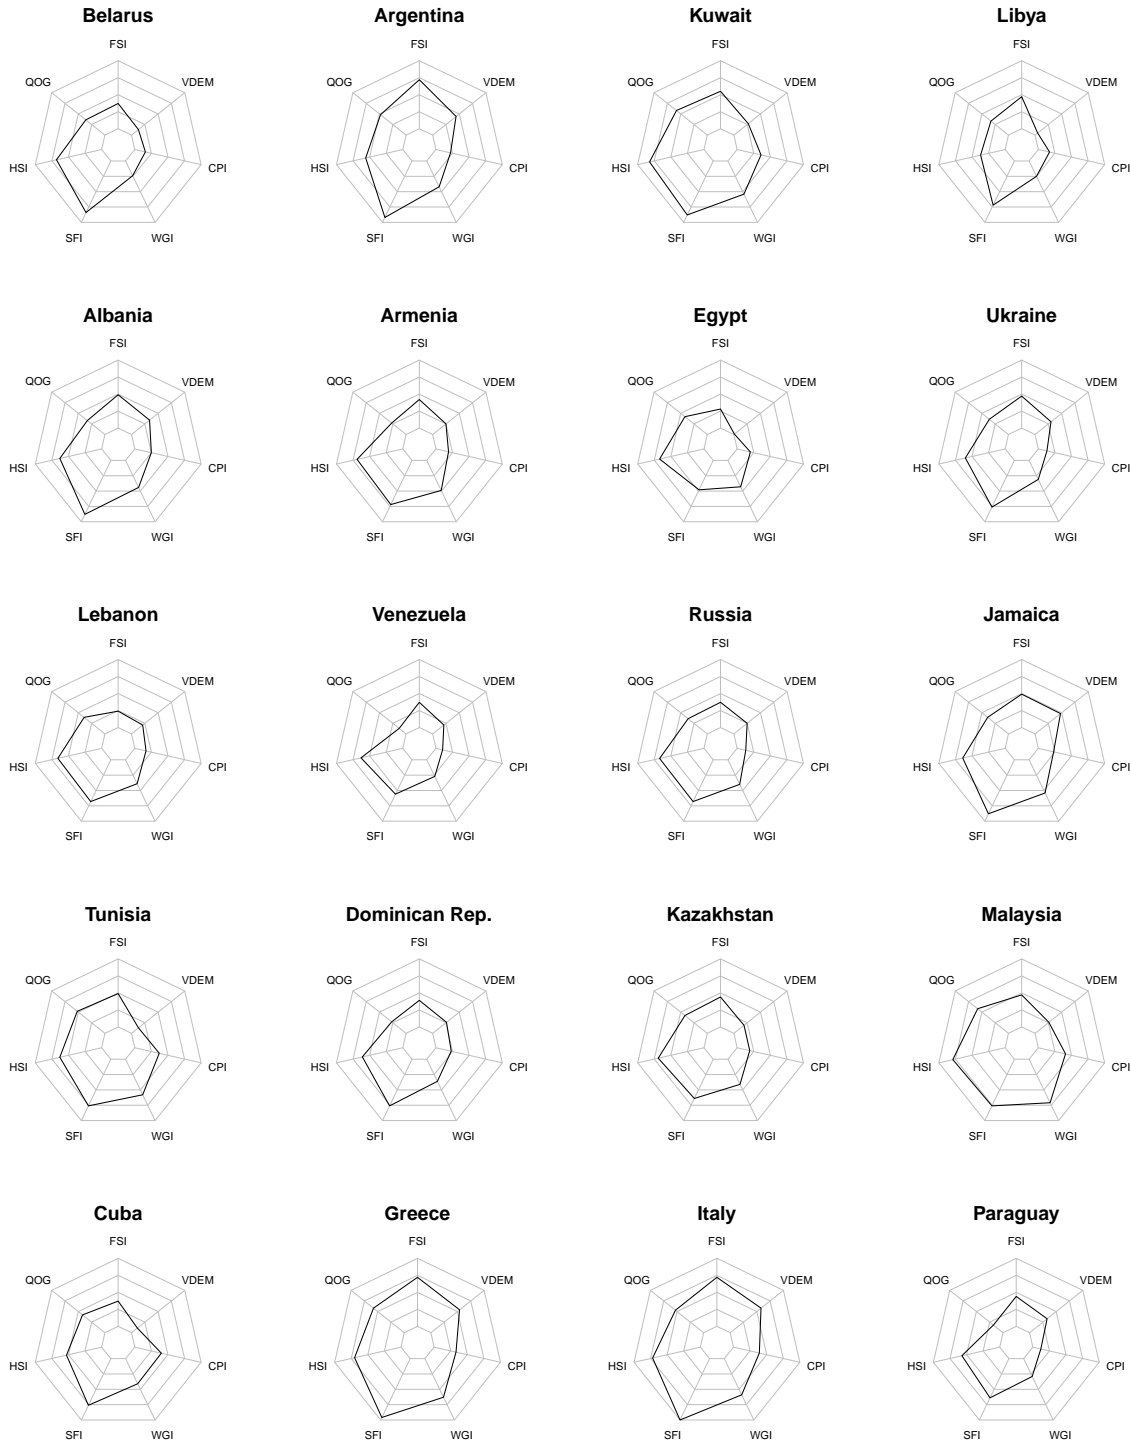 Belarus Argentina Kuwait Libya
FSI FSI FSI FSI
QOG VDEM QOG VDEM QOG VDEM QOG VDEM
HSI CPI HSI CPI HSI CPI HSI CPI
SFI WGI SFI WGI SFI WGI SFI WGI
Albania Armenia Egypt Ukraine
FSI FSI FSI FSI
QOG VDEM QOG VDEM QOG VDEM QOG VDEM
HSI CPI HSI CPI HSI CPI HSI CPI
SFI WGI SFI WGI SFI WGI SFI WGI
Lebanon Venezuela Russia Jamaica
FSI FSI FSI FSI
QOG VDEM QOG VDEM QOG VDEM QOG VDEM
HSI CPI HSI CPI HSI CPI HSI CPI
SFI WGI SFI WGI SFI WGI SFI WGI
Tunisia Dominican Rep. Kazakhstan Malaysia
FSI FSI FSI FSI
QOG VDEM QOG VDEM QOG VDEM QOG VDEM
HSI CPI HSI CPI HSI CPI HSI CPI
SFI WGI SFI WGI SFI WGI SFI WGI
Cuba Greece Italy Paraguay
FSI FSI FSI FSI
QOG VDEM QOG VDEM QOG VDEM QOG VDEM
HSI CPI HSI CPI HSI CPI HSI CPI
SFI WGI SFI WGI SFI WGI SFI WGI